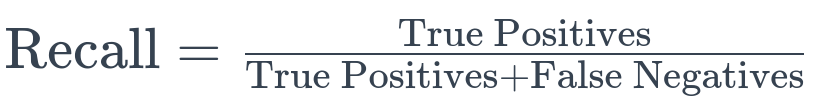 Recall = True Positives / True Positives+False Negatives